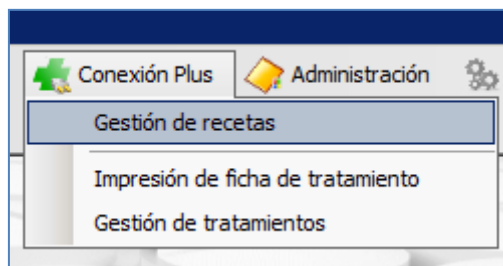 Conexión Plus Administración
Gestión de recetas
Impresión de ficha de tratamiento
Gestión de tratamientos